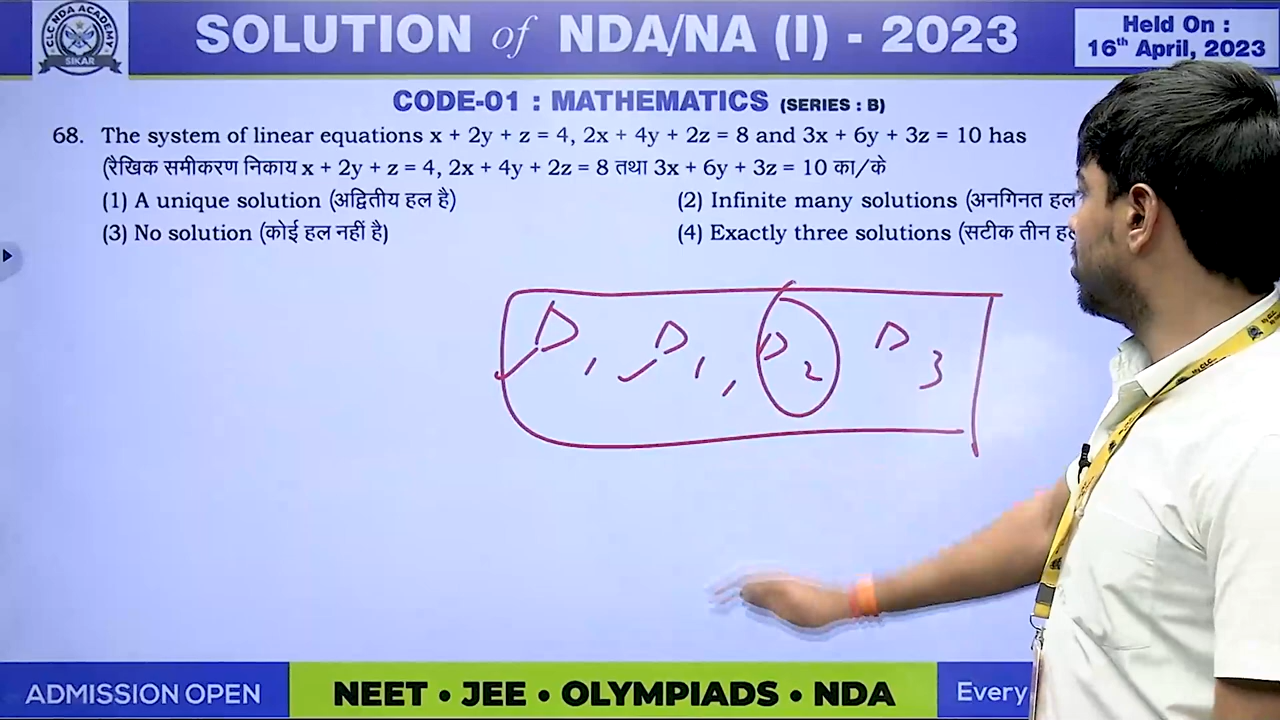 CLC NDA ACADEMY
SIKAR
SOLUTION of NDA/NA (I) - 2023
Held On :
16th April, 2023
CODE-01 : MATHEMATICS (SERIES : B)
68. The system of linear equations x + 2y + z = 4, 2x + 4y + 2z = 8 and 3x + 6y + 3z = 10 has
(रैखिक समीकरण निकाय x + 2y + z = 4, 2x + 4y + 2z = 8 तथा 3x + 6y + 3z = 10 का/के
(1) A unique solution (अद्वितीय हल है)
(2) Infinite many solutions (अनगिनत हल
(3) No solution (कोई हल नहीं है)
(4) Exactly three solutions (सटीक तीन
D, D1, D2 D3
ADMISSION OPEN
NEET • JEE • OLYMPIADS • NDA
Every